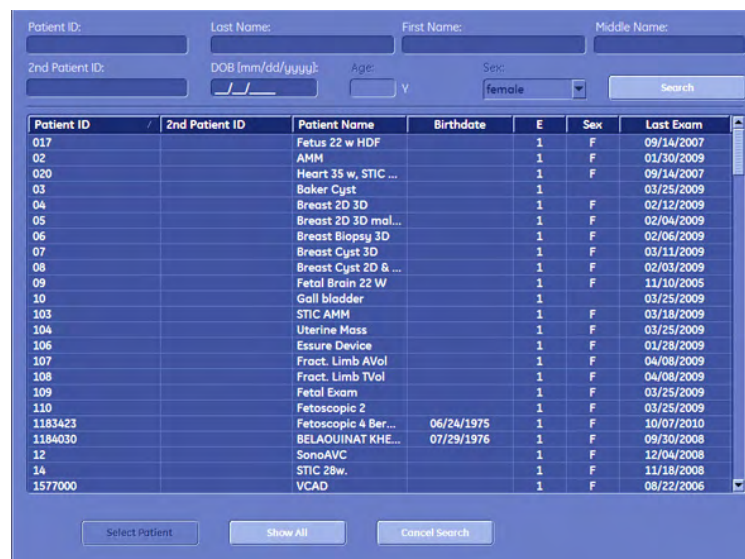 Patient ID: Last Name: First Name: Middle Name:
2nd Patient ID: DOB [mm/dd/yyyy]: Age: Sex:
__/__/____ Y female Search
Patient ID / 2nd Patient ID Patient Name Birthdate E Sex Last Exam
017 Fetus 22 w HDF 1 F 09/14/2007
02 AMM 1 F 01/30/2009
020 Heart 35 w, STIC ... 1 F 09/14/2007
03 Baker Cyst 1 03/25/2009
04 Breast 2D 3D 1 F 02/12/2009
05 Breast 2D 3D mal... 1 F 02/04/2009
06 Breast Biopsy 3D 1 F 02/06/2009
07 Breast Cyst 3D 1 F 03/11/2009
08 Breast Cyst 2D & ... 1 F 02/03/2009
09 Fetal Brain 22 W 1 F 11/10/2005
10 Gall bladder 1 03/25/2009
103 STIC AMM 1 F 03/18/2009
104 Uterine Mass 1 F 03/25/2009
106 Essure Device 1 F 01/28/2009
107 Fract. Limb AVol 1 F 04/08/2009
108 Fract. Limb TVol 1 F 04/08/2009
109 Fetal Exam 1 F 03/25/2009
110 Fetoscopic 2 1 F 03/25/2009
1183423 Fetoscopic 4 Ber... 06/24/1975 1 F 10/07/2010
1184030 BELAOUINAT KHE... 07/29/1976 1 F 09/30/2008
12 SonoAVC 1 F 12/04/2008
14 STIC 28w. 1 F 11/18/2008
1577000 VCAD 1 F 08/22/2006
Select Patient Show All Cancel Search